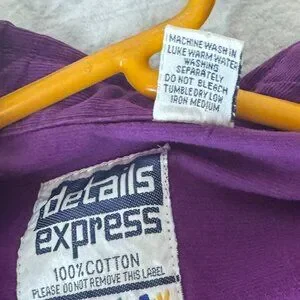 MACHINE WASH IN
LUKE WARM WATER
WASHING
SEPARATELY
DO NOT BLEACH
TUMBLE DRY LOW
IRON MEDIUM
details
express
100% COTTON
PLEASE DO NOT REMOVE THIS LABEL